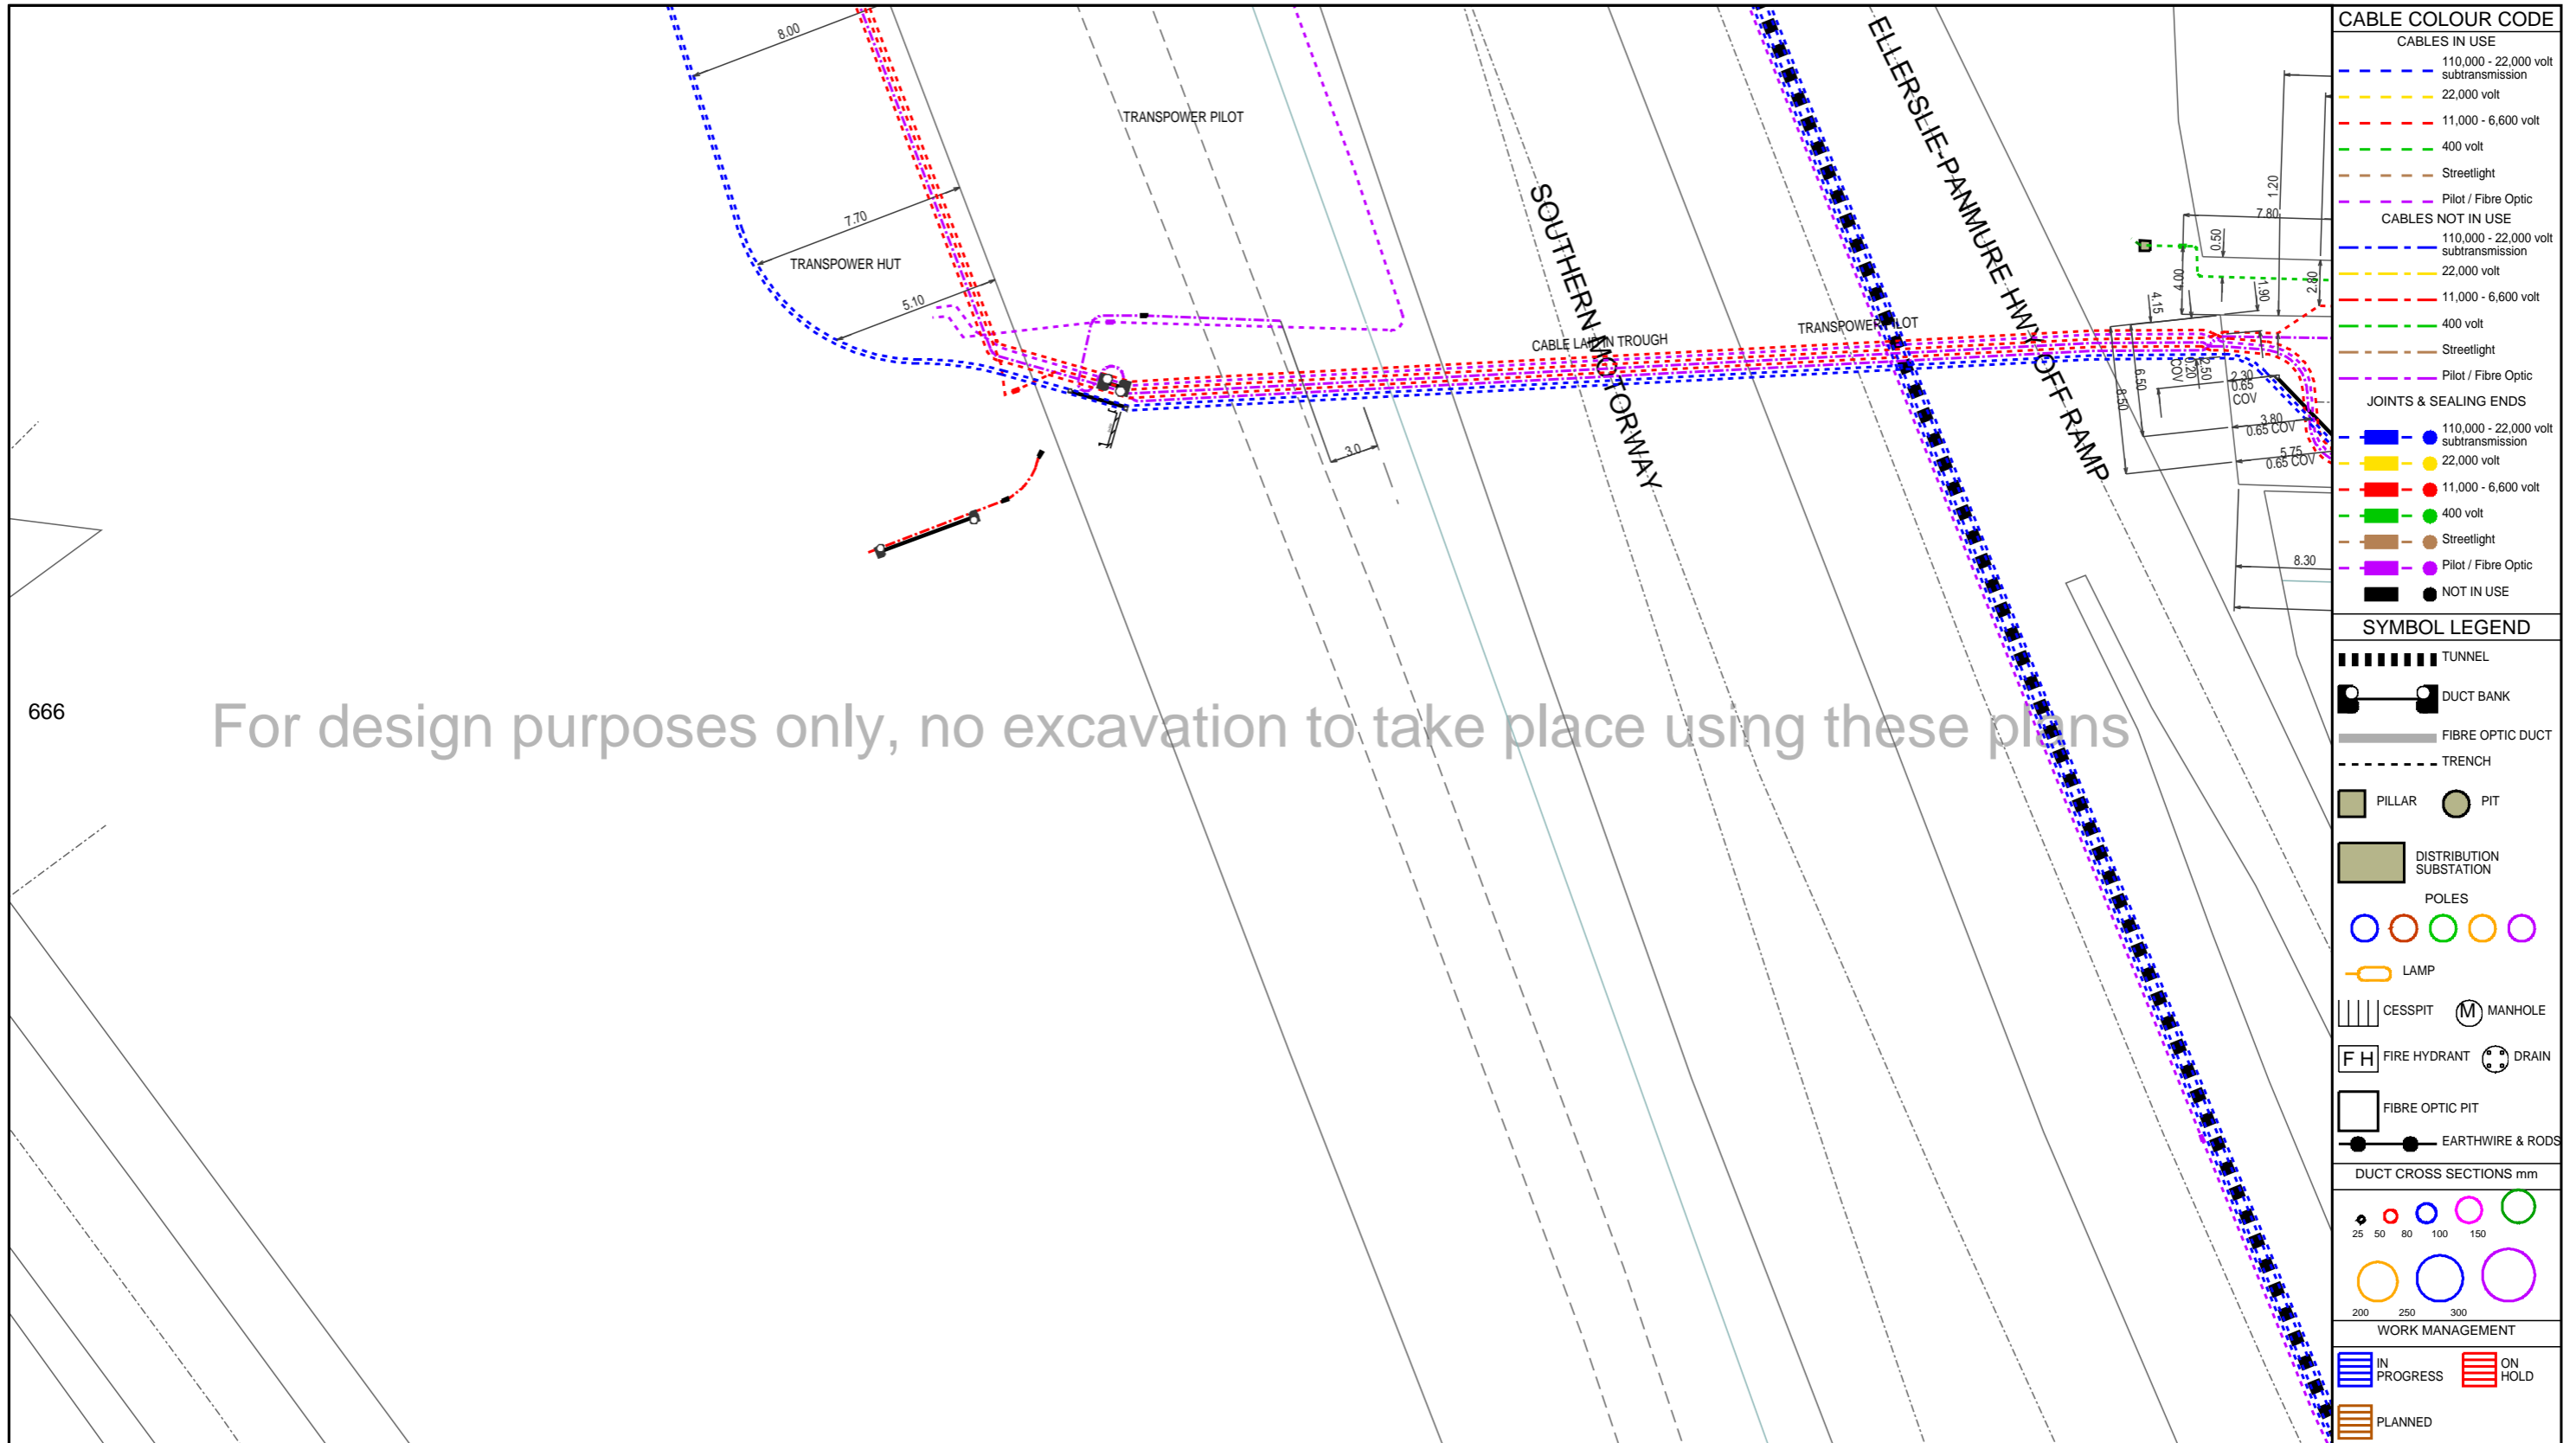 8.00
TRANSPOWER PILOT
7.70
TRANSPOWER HUT
5.10
SOUTHERN MOTORWAY
ELLERSLIE-PANMURE HWY OFF RAMP
CABLE LAID IN TROUGH
TRANSPOWER PILOT
3.0
1.20
7.80
0.50
4.00
4.15
1.90
2.80
6.50
8.50
COV
0.20
2.50
2.30
0.65
COV
3.80
0.65 COV
5.75
0.65 COV
8.30
666
For design purposes only, no excavation to take place using these plans
CABLE COLOUR CODE
CABLES IN USE
110,000 - 22,000 volt
subtransmission
22,000 volt
11,000 - 6,600 volt
400 volt
Streetlight
Pilot / Fibre Optic
CABLES NOT IN USE
110,000 - 22,000 volt
subtransmission
22,000 volt
11,000 - 6,600 volt
400 volt
Streetlight
Pilot / Fibre Optic
JOINTS & SEALING ENDS
110,000 - 22,000 volt
subtransmission
22,000 volt
11,000 - 6,600 volt
400 volt
Streetlight
Pilot / Fibre Optic
NOT IN USE
SYMBOL LEGEND
TUNNEL
DUCT BANK
FIBRE OPTIC DUCT
TRENCH
PILLAR PIT
DISTRIBUTION
SUBSTATION
POLES
LAMP
CESSPIT M MANHOLE
F H FIRE HYDRANT DRAIN
FIBRE OPTIC PIT
EARTHWIRE & RODS
DUCT CROSS SECTIONS mm
25 50 80 100 150
200 250 300
WORK MANAGEMENT
IN
PROGRESS
ON
HOLD
PLANNED